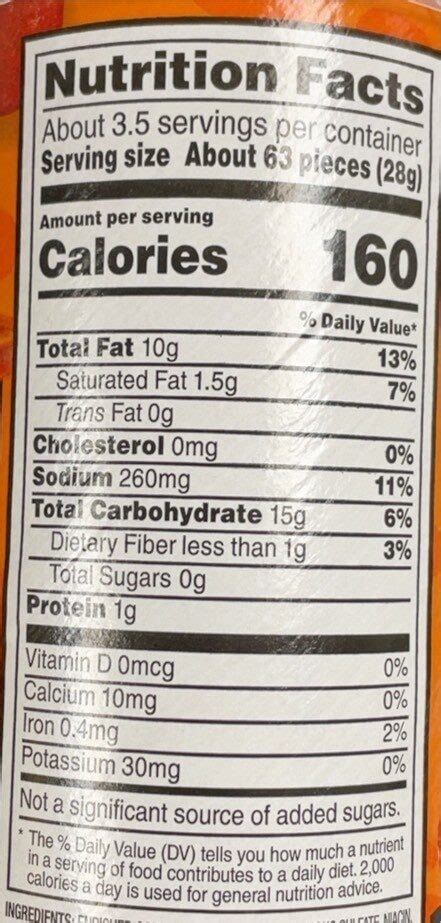 Nutrition Facts
About 3.5 servings per container
Serving size About 63 pieces (28g)
Amount per serving
Calories 160
% Daily Value*
Total Fat 10g 13%
Saturated Fat 1.5g 7%
Trans Fat 0g
Cholesterol 0mg 0%
Sodium 260mg 11%
Total Carbohydrate 15g 6%
Dietary Fiber less than 1g 3%
Total Sugars 0g
Protein 1g
Vitamin D 0mcg 0%
Calcium 10mg 0%
Iron 0.4mg 2%
Potassium 30mg 0%
Not a significant source of added sugars.
* The % Daily Value (DV) tells you how much a nutrient
in a serving of food contributes to a daily diet. 2,000
calories a day is used for general nutrition advice.
INGREDIENTS: